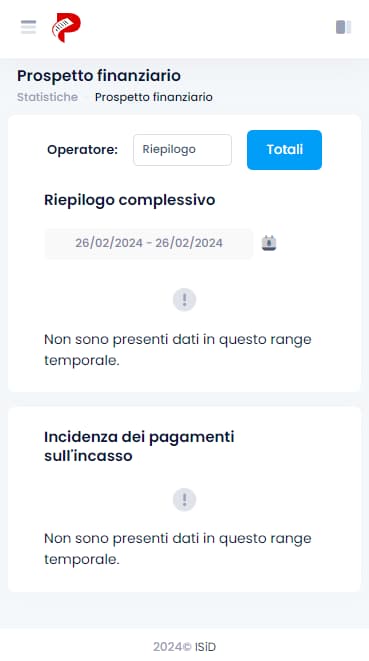 Prospetto finanziario
Statistiche Prospetto finanziario
Operatore: Riepilogo Totali
Riepilogo complessivo
26/02/2024 - 26/02/2024
Non sono presenti dati in questo range
temporale.
Incidenza dei pagamenti
sull'incasso
Non sono presenti dati in questo range
temporale.
2024© ISiD